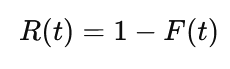 R(t) = 1 − F(t)